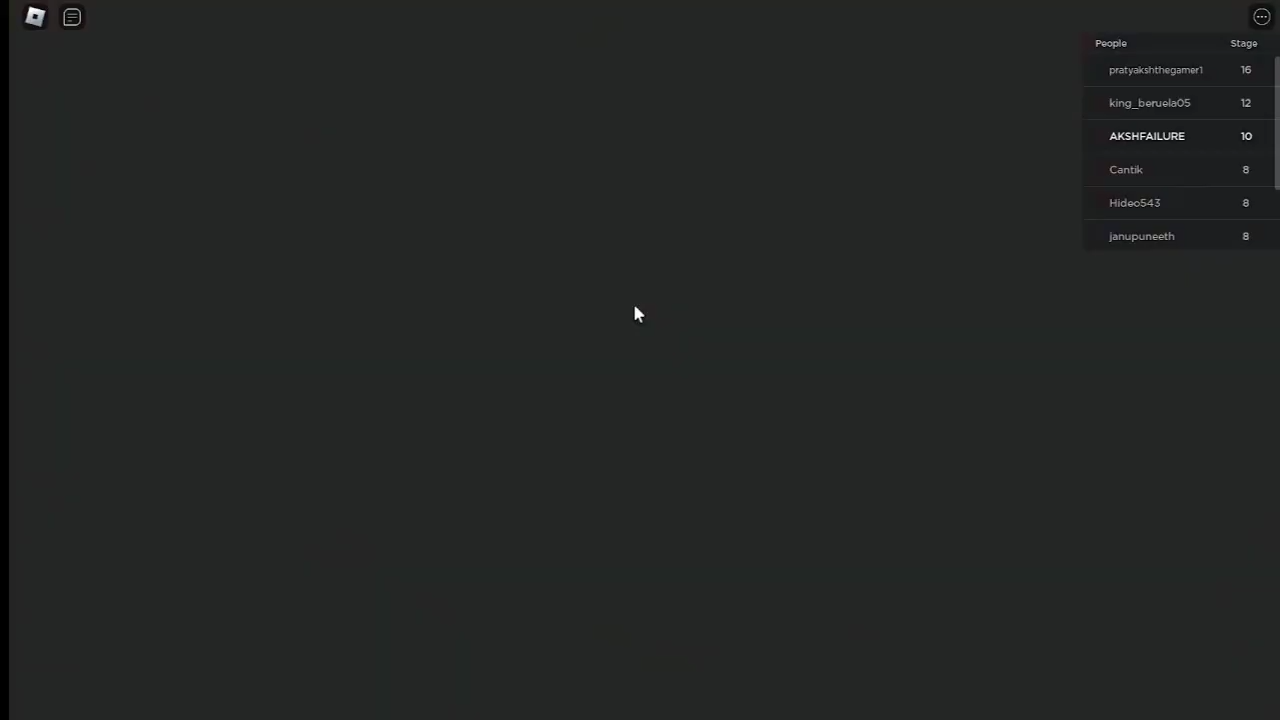 People Stage
pratyakshthegamer1 16
king_beruela05 12
AKSHFAILURE 10
Cantik 8
Hideo543 8
janupuneeth 8